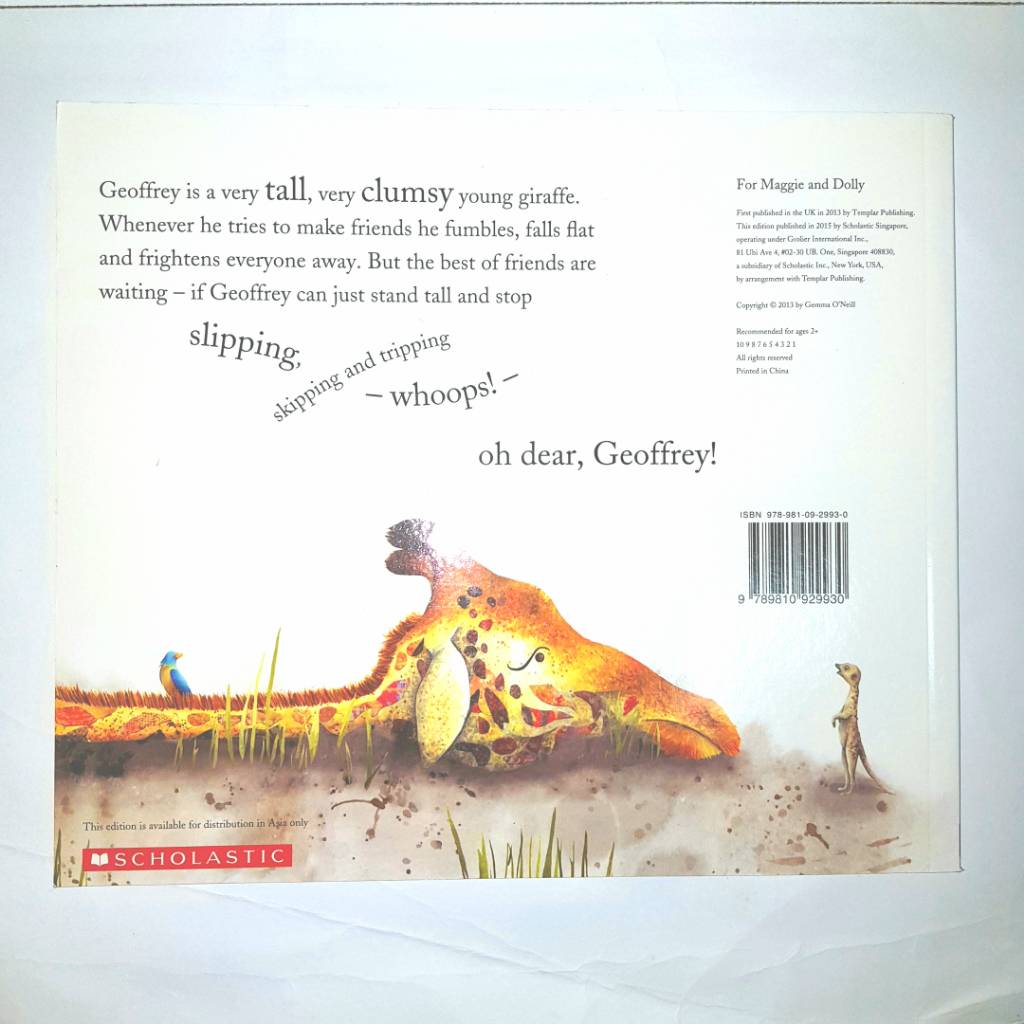 Geoffrey is a very tall, very clumsy young giraffe.
Whenever he tries to make friends he fumbles, falls flat
and frightens everyone away. But the best of friends are
waiting – if Geoffrey can just stand tall and stop
slipping,
skipping and tripping
– whoops! –
oh dear, Geoffrey!
For Maggie and Dolly
First published in the UK in 2013 by Templar Publishing.
This edition published in 2015 by Scholastic Singapore,
operating under Grolier International Inc.,
81 Ubi Ave 4, #02-30 UB. One, Singapore 408830,
a subsidiary of Scholastic Inc., New York, USA,
by arrangement with Templar Publishing.
Copyright © 2013 by Gemma O'Neill
Recommended for ages 2+
10 9 8 7 6 5 4 3 2 1
All rights reserved
Printed in China
ISBN 978-981-09-2993-0
9 789810 929930
This edition is available for distribution in Asia only
SCHOLASTIC